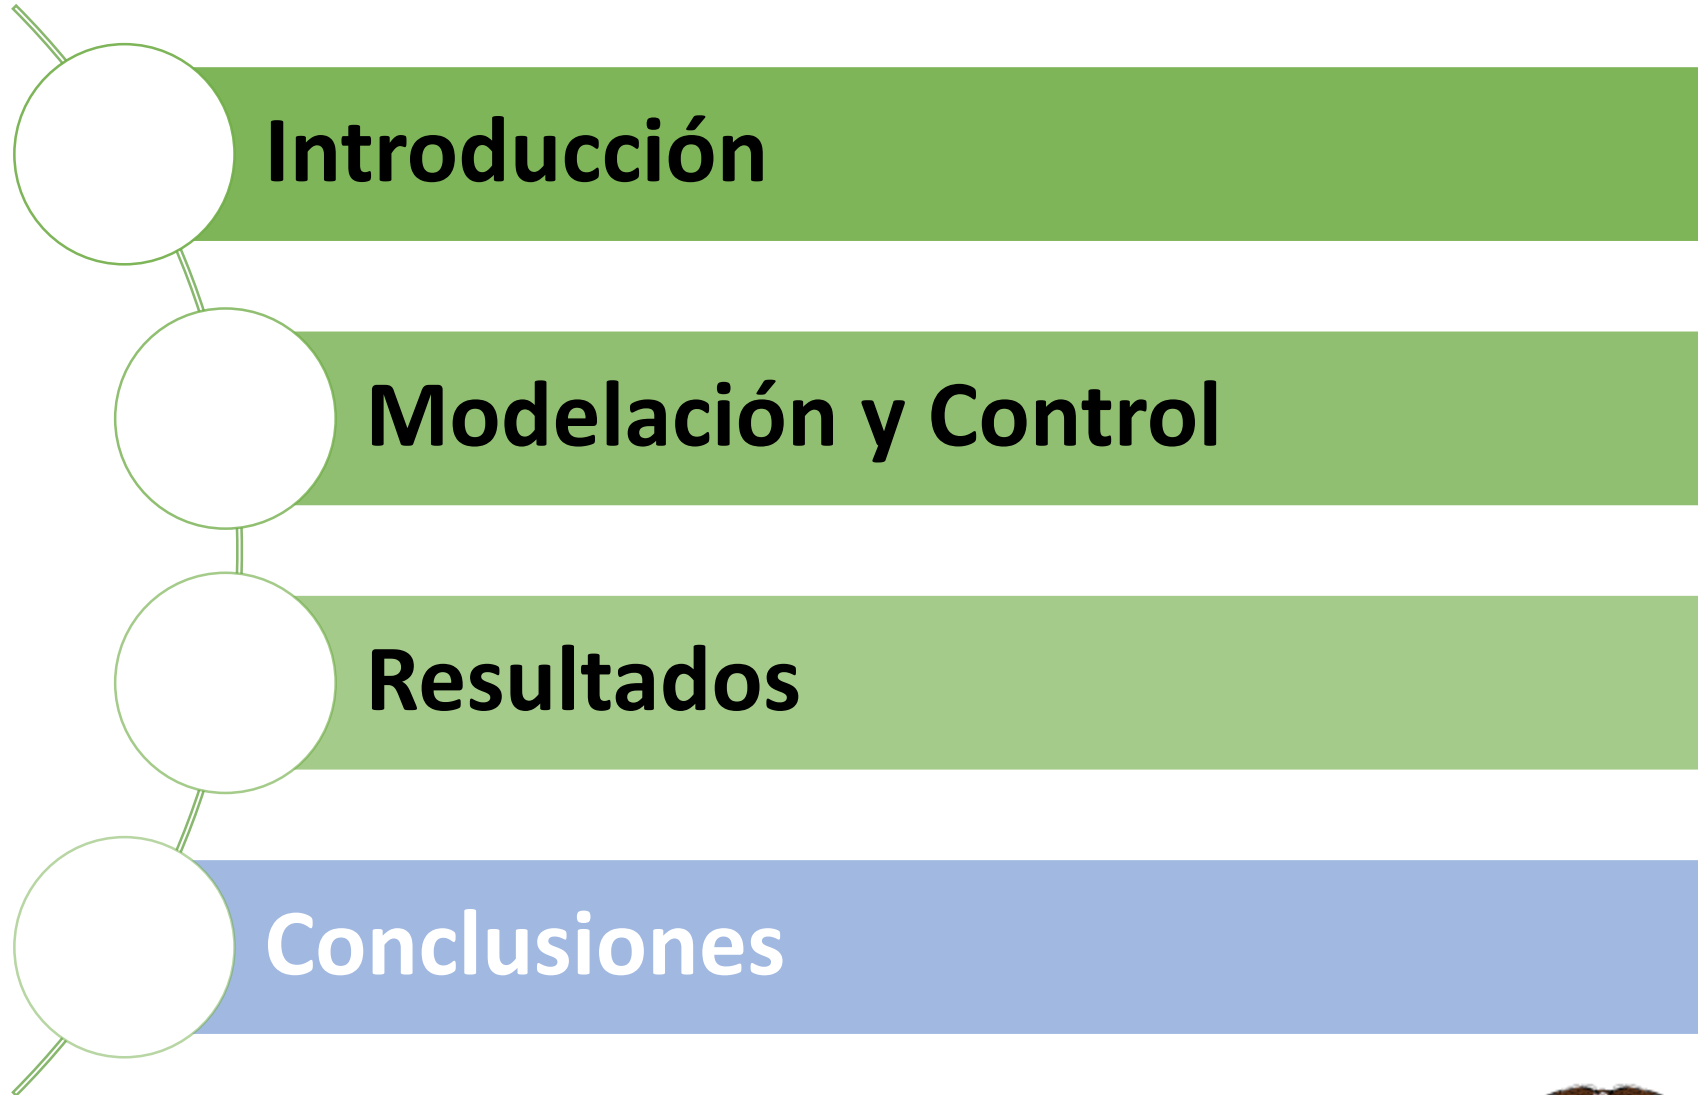 Introducción
Modelación y Control
Resultados
Conclusiones